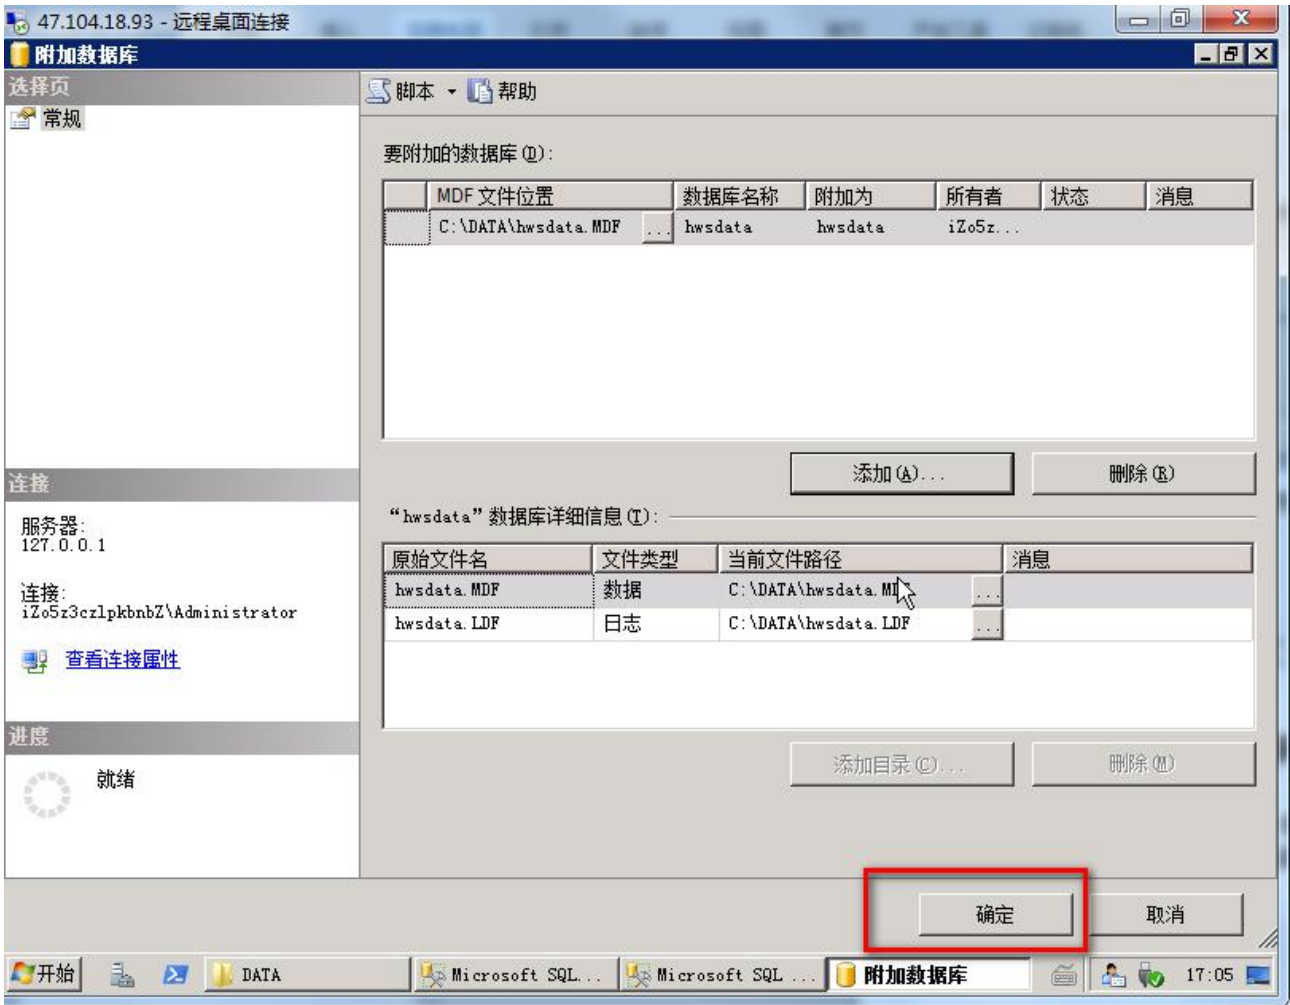 47.104.18.93 - 远程桌面连接
附加数据库
选择页
常规
脚本 帮助
要附加的数据库(D):
MDF 文件位置 数据库名称 附加为 所有者 状态 消息
C:\DATA\hwsdata.MDF ... hwsdata hwsdata iZo5z...
添加(A)... 删除(R)
连接
服务器:
127.0.0.1
连接:
iZo5z3czlpkbnbZ\Administrator
查看连接属性
“hwsdata”数据库详细信息(T):
原始文件名 文件类型 当前文件路径 消息
hwsdata.MDF 数据 C:\DATA\hwsdata.MD ...
hwsdata.LDF 日志 C:\DATA\hwsdata.LDF ...
进度
就绪
添加目录(C)... 删除(M)
确定 取消
开始 DATA Microsoft SQL... Microsoft SQL ... 附加数据库 17:05